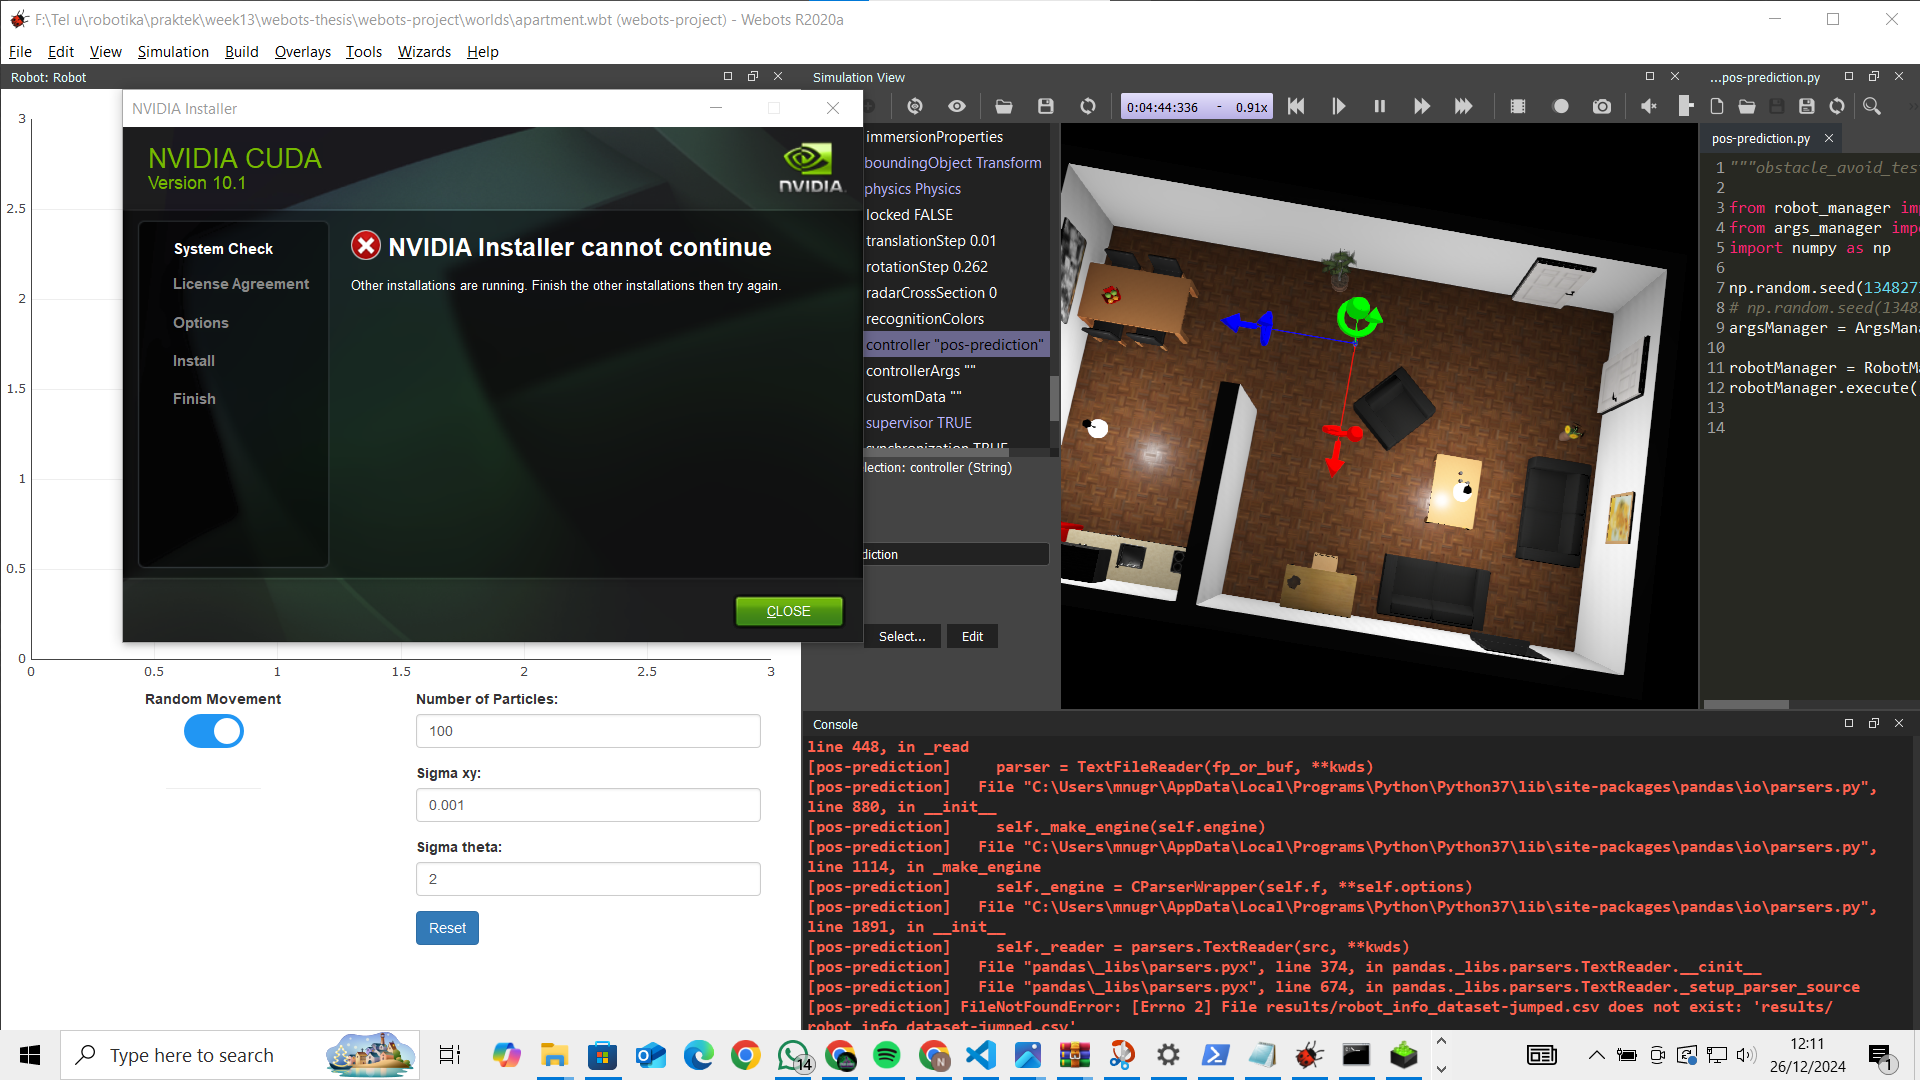 F:\Tel u\robotika\praktek\week13\webots-thesis\webots-project\worlds\apartment.wbt (webots-project) - Webots R2020a
File Edit View Simulation Build Overlays Tools Wizards Help
Robot: Robot
3
2.5
2
1.5
1
0.5
0
0 0.5 1 1.5 2 2.5 3
NVIDIA Installer
NVIDIA CUDA
Version 10.1
NVIDIA.
System Check
License Agreement
Options
Install
Finish
NVIDIA Installer cannot continue
Other installations are running. Finish the other installations then try again.
CLOSE
Random Movement
Number of Particles:
100
Sigma xy:
0.001
Sigma theta:
2
Reset
Simulation View
0:04:44:336 - 0.91x
immersionProperties
boundingObject Transform
physics Physics
locked FALSE
translationStep 0.01
rotationStep 0.262
radarCrossSection 0
recognitionColors
controller "pos-prediction"
controllerArgs ""
customData ""
supervisor TRUE
synchronization TRUE
lection: controller (String)
diction
Select... Edit
...pos-prediction.py
pos-prediction.py
1 """obstacle_avoid_tes
2
3 from robot_manager imp
4 from args_manager impo
5 import numpy as np
6
7 np.random.seed(134827
8 # np.random.seed(1348
9 argsManager = ArgsMan
10
11 robotManager = RobotMa
12 robotManager.execute(
13
14
Console
line 448, in _read
[pos-prediction]     parser = TextFileReader(fp_or_buf, **kwds)
[pos-prediction]   File "C:\Users\mnugr\AppData\Local\Programs\Python\Python37\lib\site-packages\pandas\io\parsers.py",
line 880, in __init__
[pos-prediction]     self._make_engine(self.engine)
[pos-prediction]   File "C:\Users\mnugr\AppData\Local\Programs\Python\Python37\lib\site-packages\pandas\io\parsers.py",
line 1114, in _make_engine
[pos-prediction]     self._engine = CParserWrapper(self.f, **self.options)
[pos-prediction]   File "C:\Users\mnugr\AppData\Local\Programs\Python\Python37\lib\site-packages\pandas\io\parsers.py",
line 1891, in __init__
[pos-prediction]     self._reader = parsers.TextReader(src, **kwds)
[pos-prediction]   File "pandas\_libs\parsers.pyx", line 374, in pandas._libs.parsers.TextReader.__cinit__
[pos-prediction]   File "pandas\_libs\parsers.pyx", line 674, in pandas._libs.parsers.TextReader._setup_parser_source
[pos-prediction] FileNotFoundError: [Errno 2] File results/robot_info_dataset-jumped.csv does not exist: 'results/
robot_info_dataset-jumped.csv'
Type here to search
14
N
12:11
26/12/2024
1